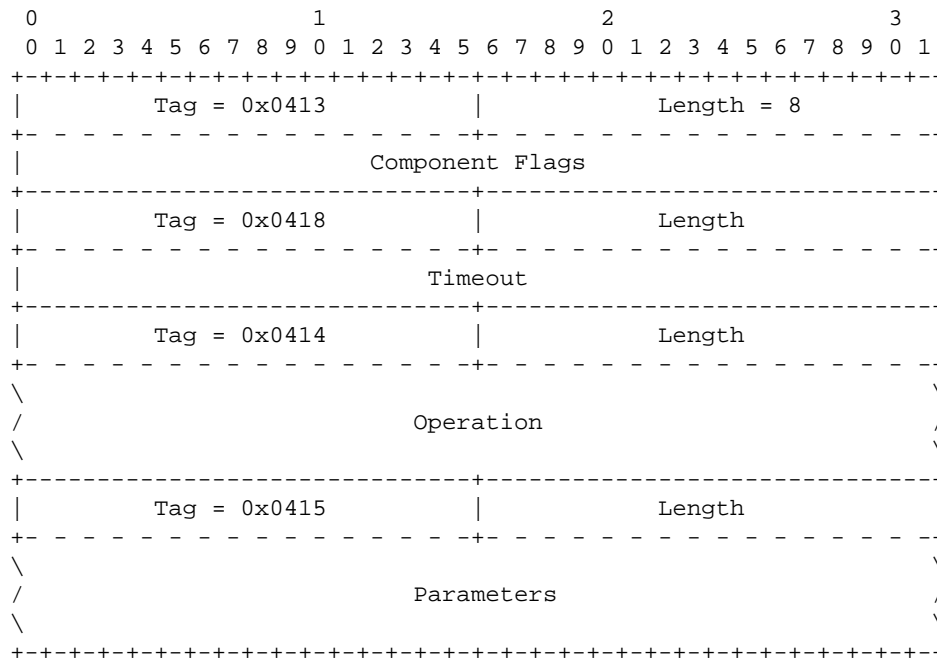 0                   1                   2                   3
 0 1 2 3 4 5 6 7 8 9 0 1 2 3 4 5 6 7 8 9 0 1 2 3 4 5 6 7 8 9 0 1
+-+-+-+-+-+-+-+-+-+-+-+-+-+-+-+-+-+-+-+-+-+-+-+-+-+-+-+-+-+-+-+--
|         Tag = 0x0413          |            Length = 8
+- - - - - - - - - - - - - - - -+- - - - - - - - - - - - - - - --
|                        Component Flags
+-------------------------------+--------------------------------
|         Tag = 0x0418          |            Length
+- - - - - - - - - - - - - - - -+- - - - - - - - - - - - - - - --
|                            Timeout
+-------------------------------+--------------------------------
|         Tag = 0x0414          |            Length
+- - - - - - - - - - - - - - - -+- - - - - - - - - - - - - - - --
\                                                               \
/                           Operation                           /
\                                                               \
+-------------------------------+--------------------------------
|         Tag = 0x0415          |            Length
+- - - - - - - - - - - - - - - -+- - - - - - - - - - - - - - - --
\                                                               \
/                           Parameters                          /
\                                                               \
+-+-+-+-+-+-+-+-+-+-+-+-+-+-+-+-+-+-+-+-+-+-+-+-+-+-+-+-+-+-+-+--